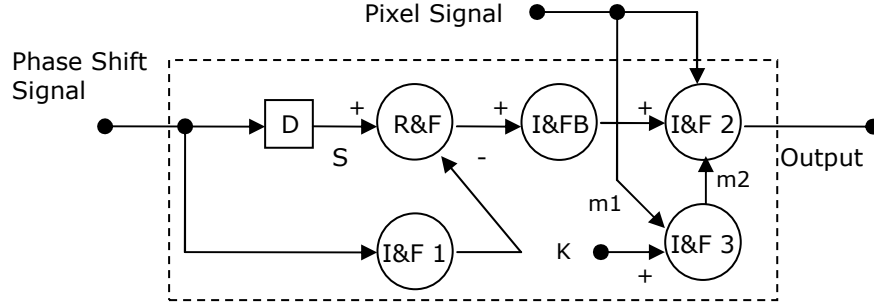 Pixel Signal
Phase Shift
Signal
+ + +
D R&F I&FB I&F 2
S - Output
m2
m1
I&F 1 K I&F 3
+